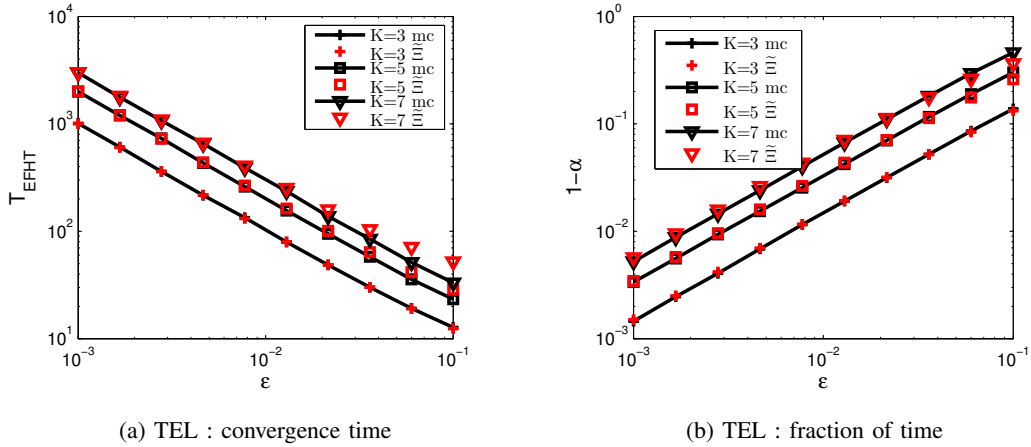 10^4
10^3
10^2
10^1
T_EFHT
10^-3
10^-2
10^-1
ε
K=3 mc
K=3 Ξ̃
K=5 mc
K=5 Ξ̃
K=7 mc
K=7 Ξ̃
(a) TEL : convergence time
10^0
10^-1
10^-2
10^-3
1−α
10^-3
10^-2
10^-1
ε
K=3 mc
K=3 Ξ̃
K=5 mc
K=5 Ξ̃
K=7 mc
K=7 Ξ̃
(b) TEL : fraction of time